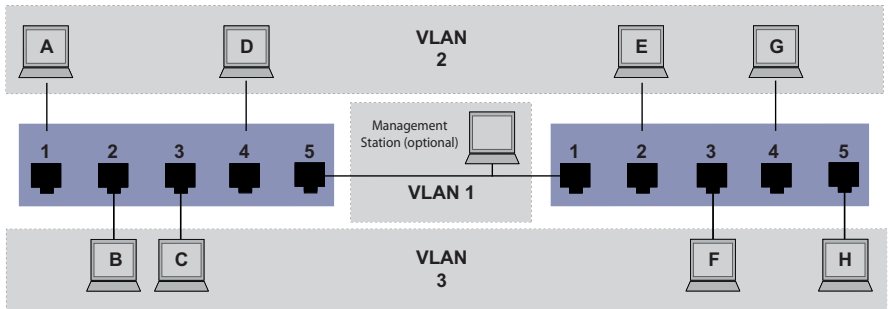 A
D
VLAN
2
E
G
1
2
3
4
5
Management
Station (optional)
VLAN 1
1
2
3
4
5
B
C
VLAN
3
F
H